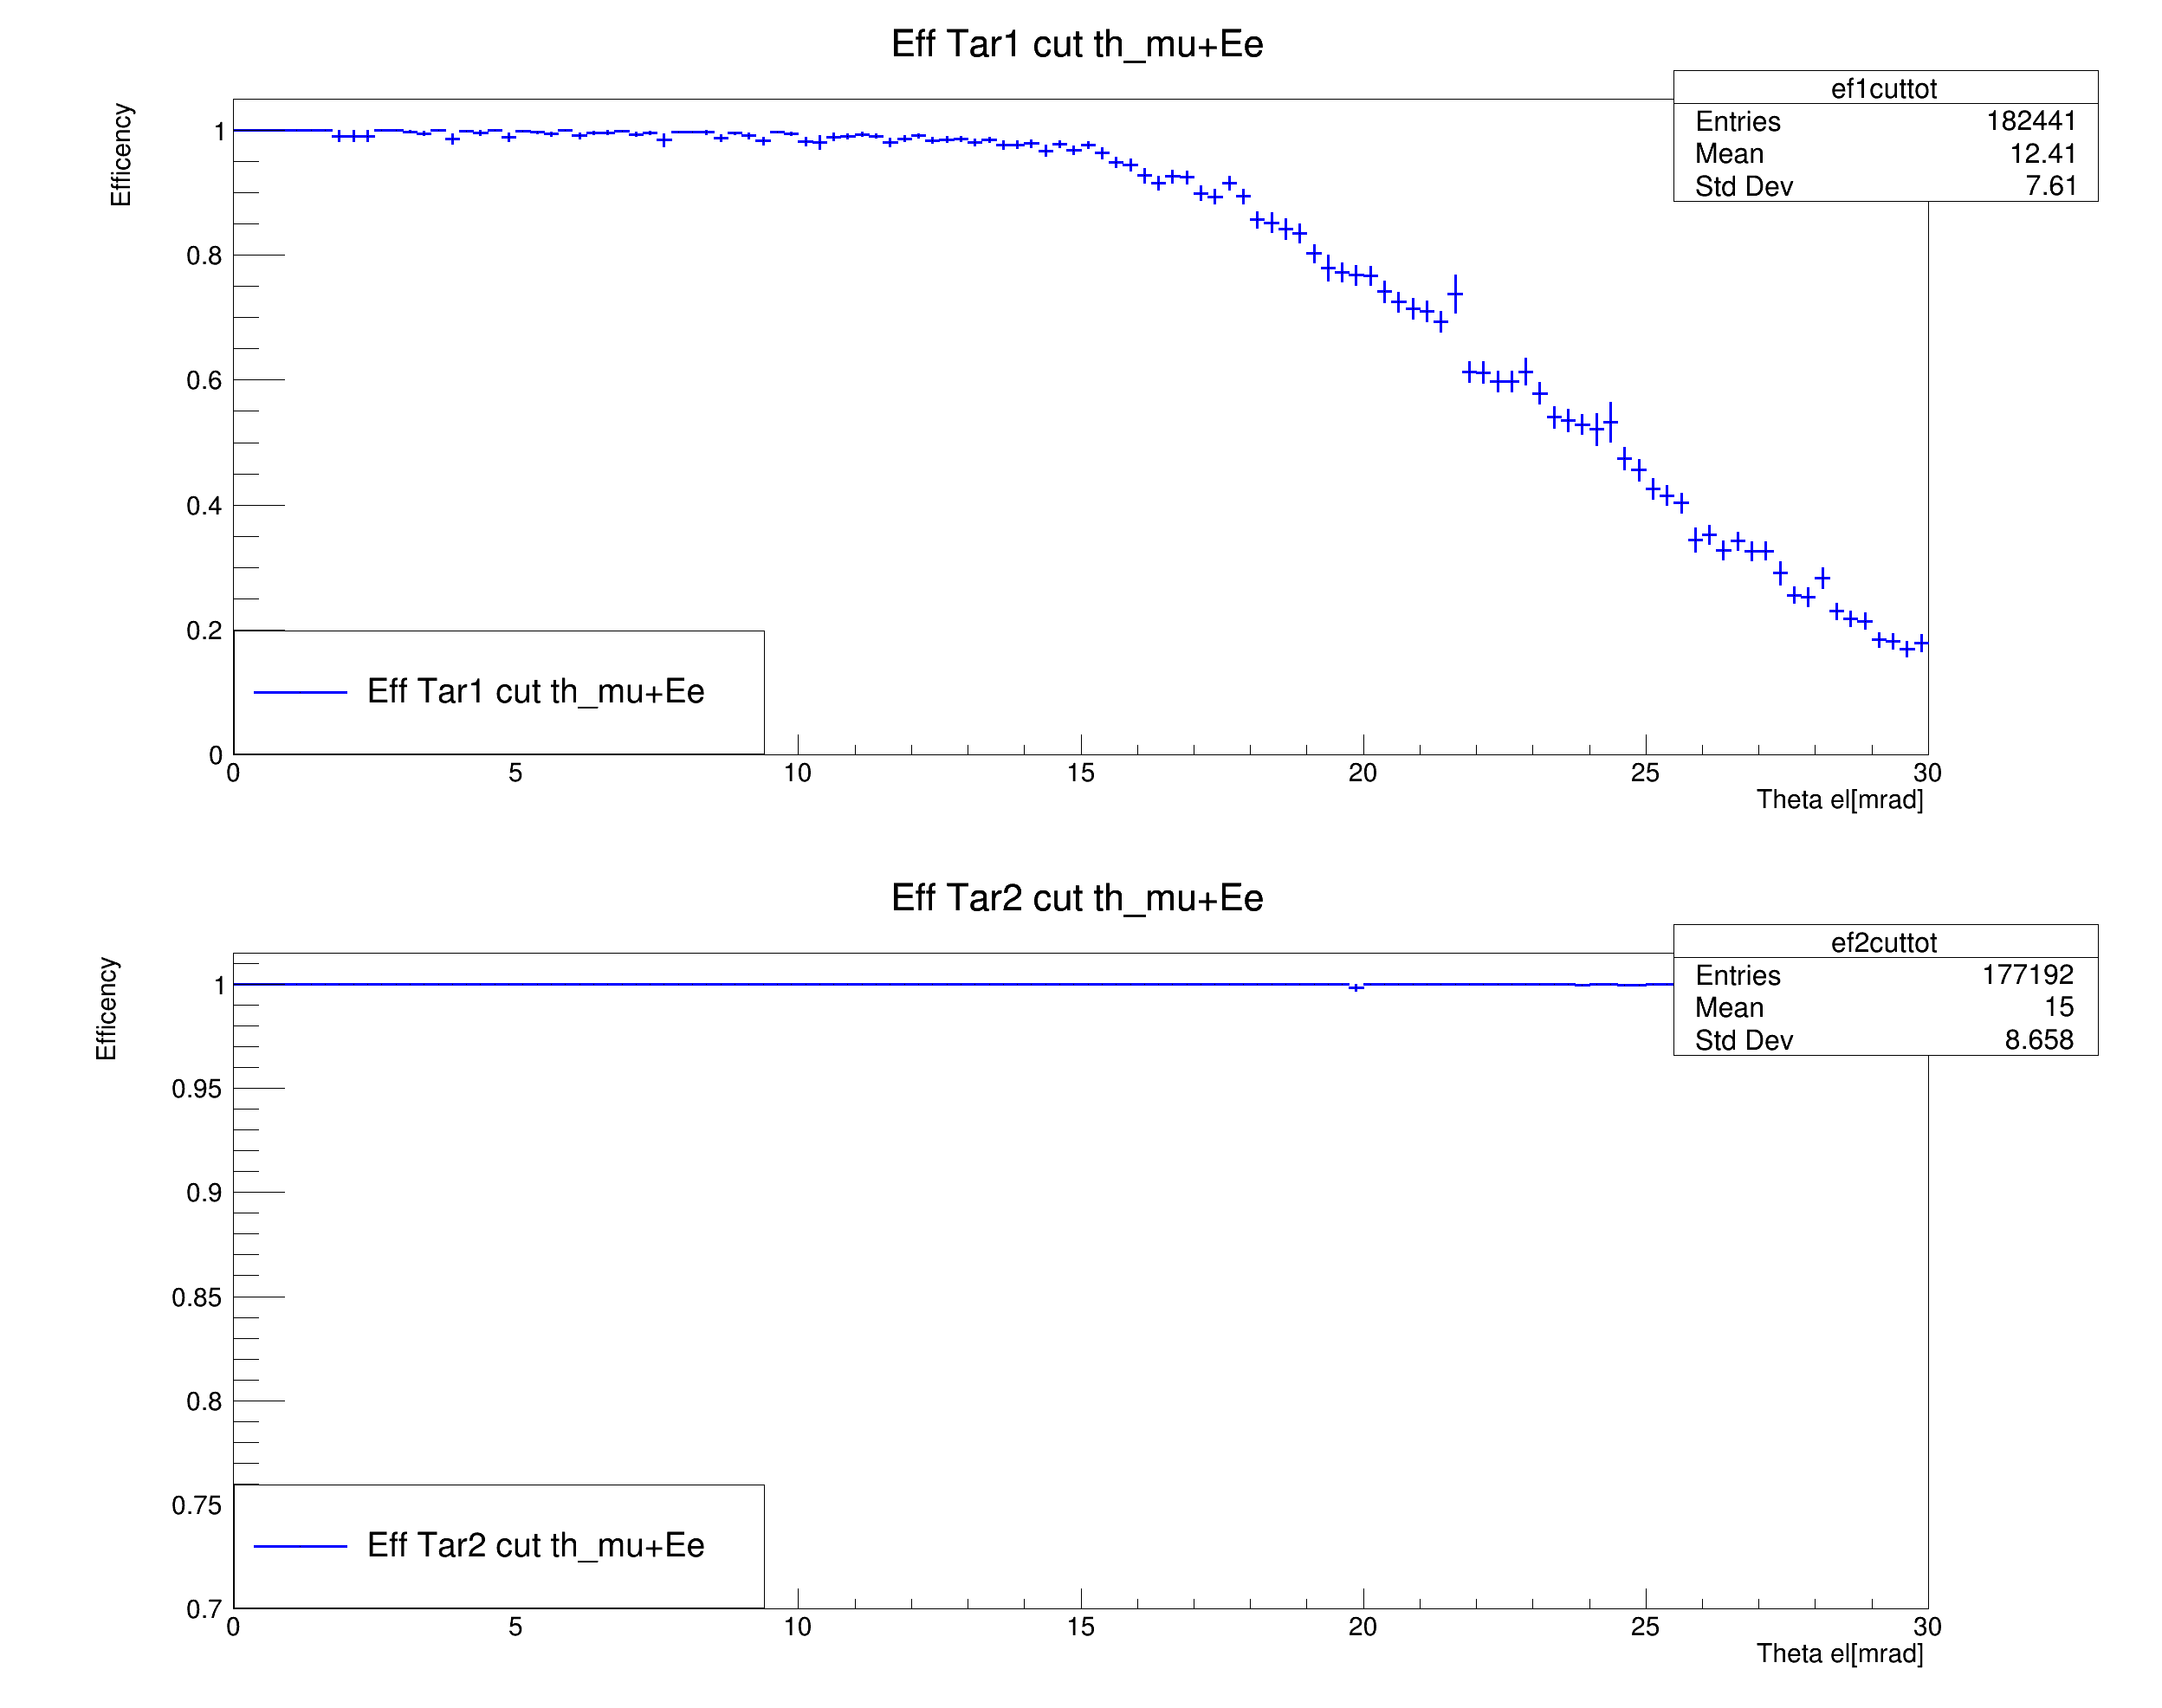 Eff Tar1 cut th_mu+Ee
Efficency
ef1cuttot
Entries 182441
Mean 12.41
Std Dev 7.61
1
0.8
0.6
0.4
0.2
0
Eff Tar1 cut th_mu+Ee
0 5 10 15 20 25 30
Theta el[mrad]
Eff Tar2 cut th_mu+Ee
Efficency
ef2cuttot
Entries 177192
Mean 15
Std Dev 8.658
1
0.95
0.9
0.85
0.8
0.75
0.7
Eff Tar2 cut th_mu+Ee
0 5 10 15 20 25 30
Theta el[mrad]